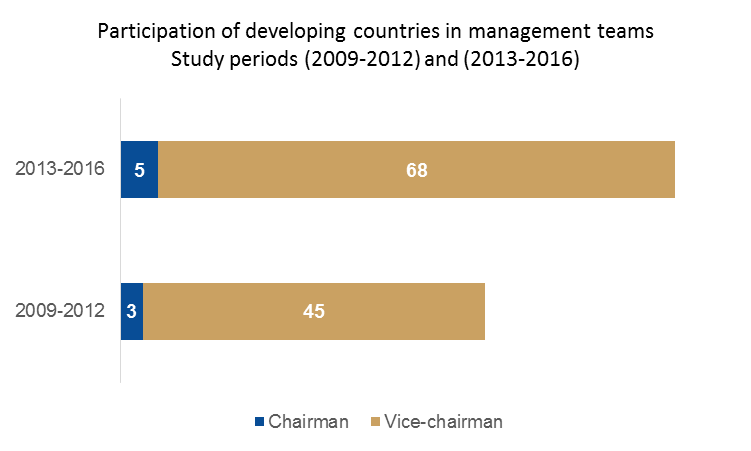 Participation of developing countries in management teams
Study periods (2009-2012) and (2013-2016)
2013-2016
5
68
2009-2012
3
45
Chairman
Vice-chairman